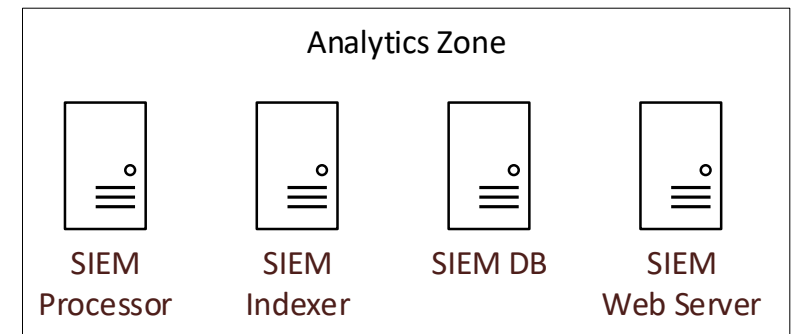 Analytics Zone
SIEM
Processor
SIEM
Indexer
SIEM DB
SIEM
Web Server